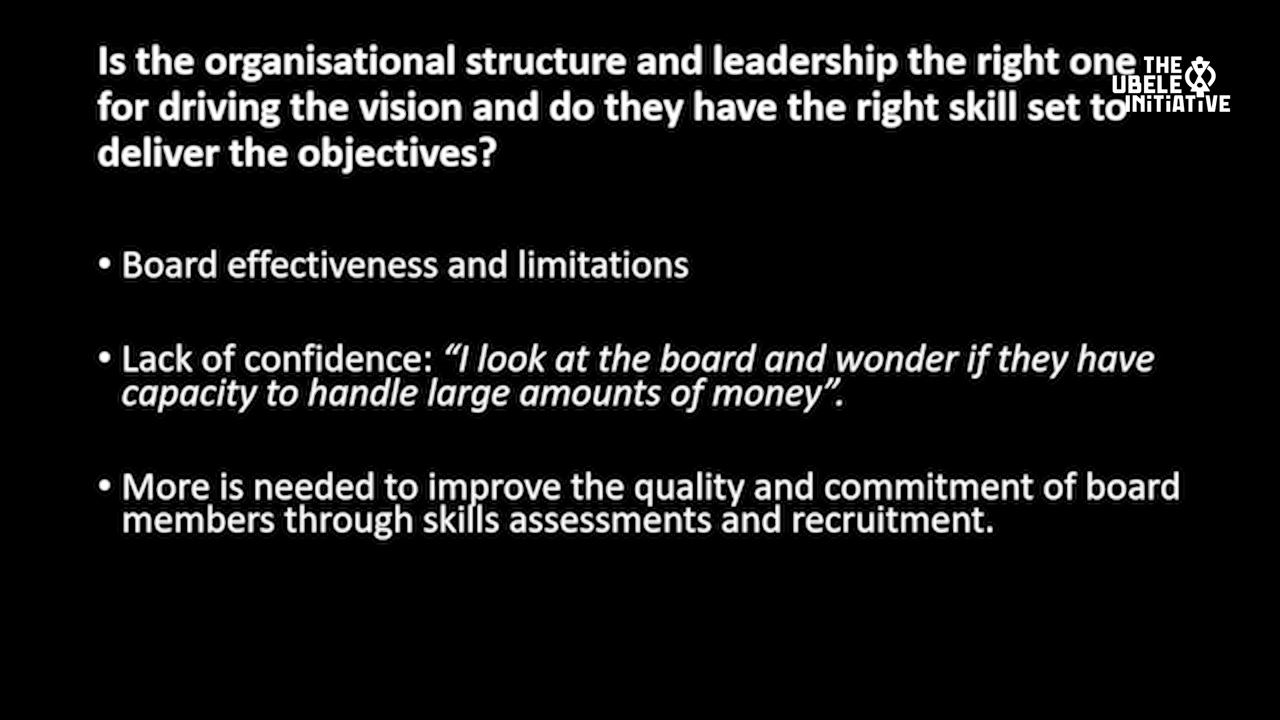 Is the organisational structure and leadership the right one
for driving the vision and do they have the right skill set to
deliver the objectives?
THE
UBELE
INITIATIVE
• Board effectiveness and limitations
• Lack of confidence: “I look at the board and wonder if they have
capacity to handle large amounts of money”.
• More is needed to improve the quality and commitment of board
members through skills assessments and recruitment.